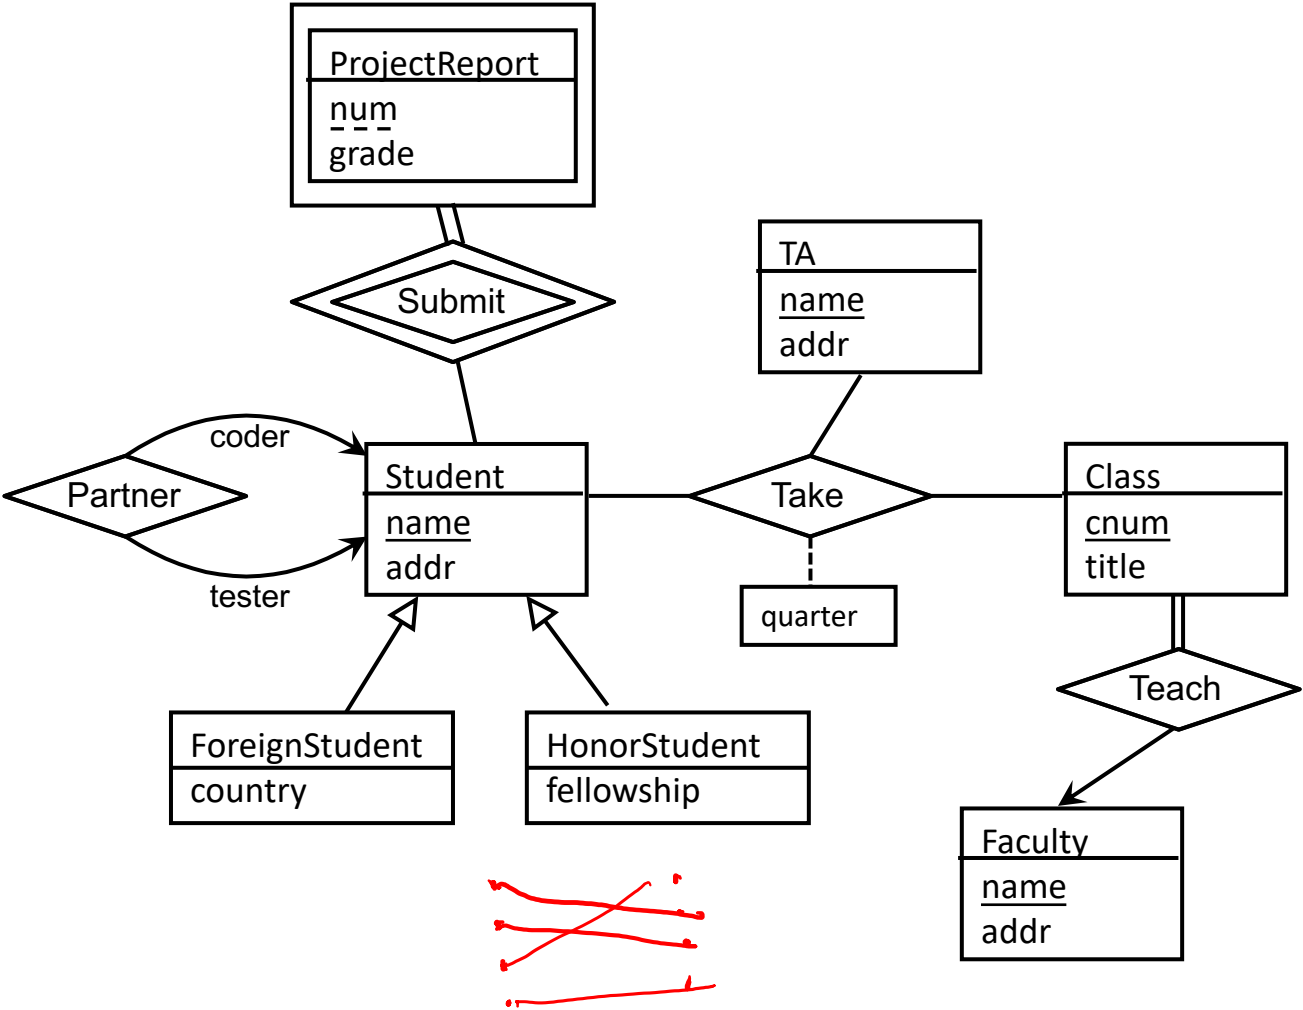 ProjectReport
num
grade
Submit
TA
name
addr
coder
Partner
tester
Student
name
addr
Take
quarter
Class
cnum
title
Teach
ForeignStudent
country
HonorStudent
fellowship
Faculty
name
addr